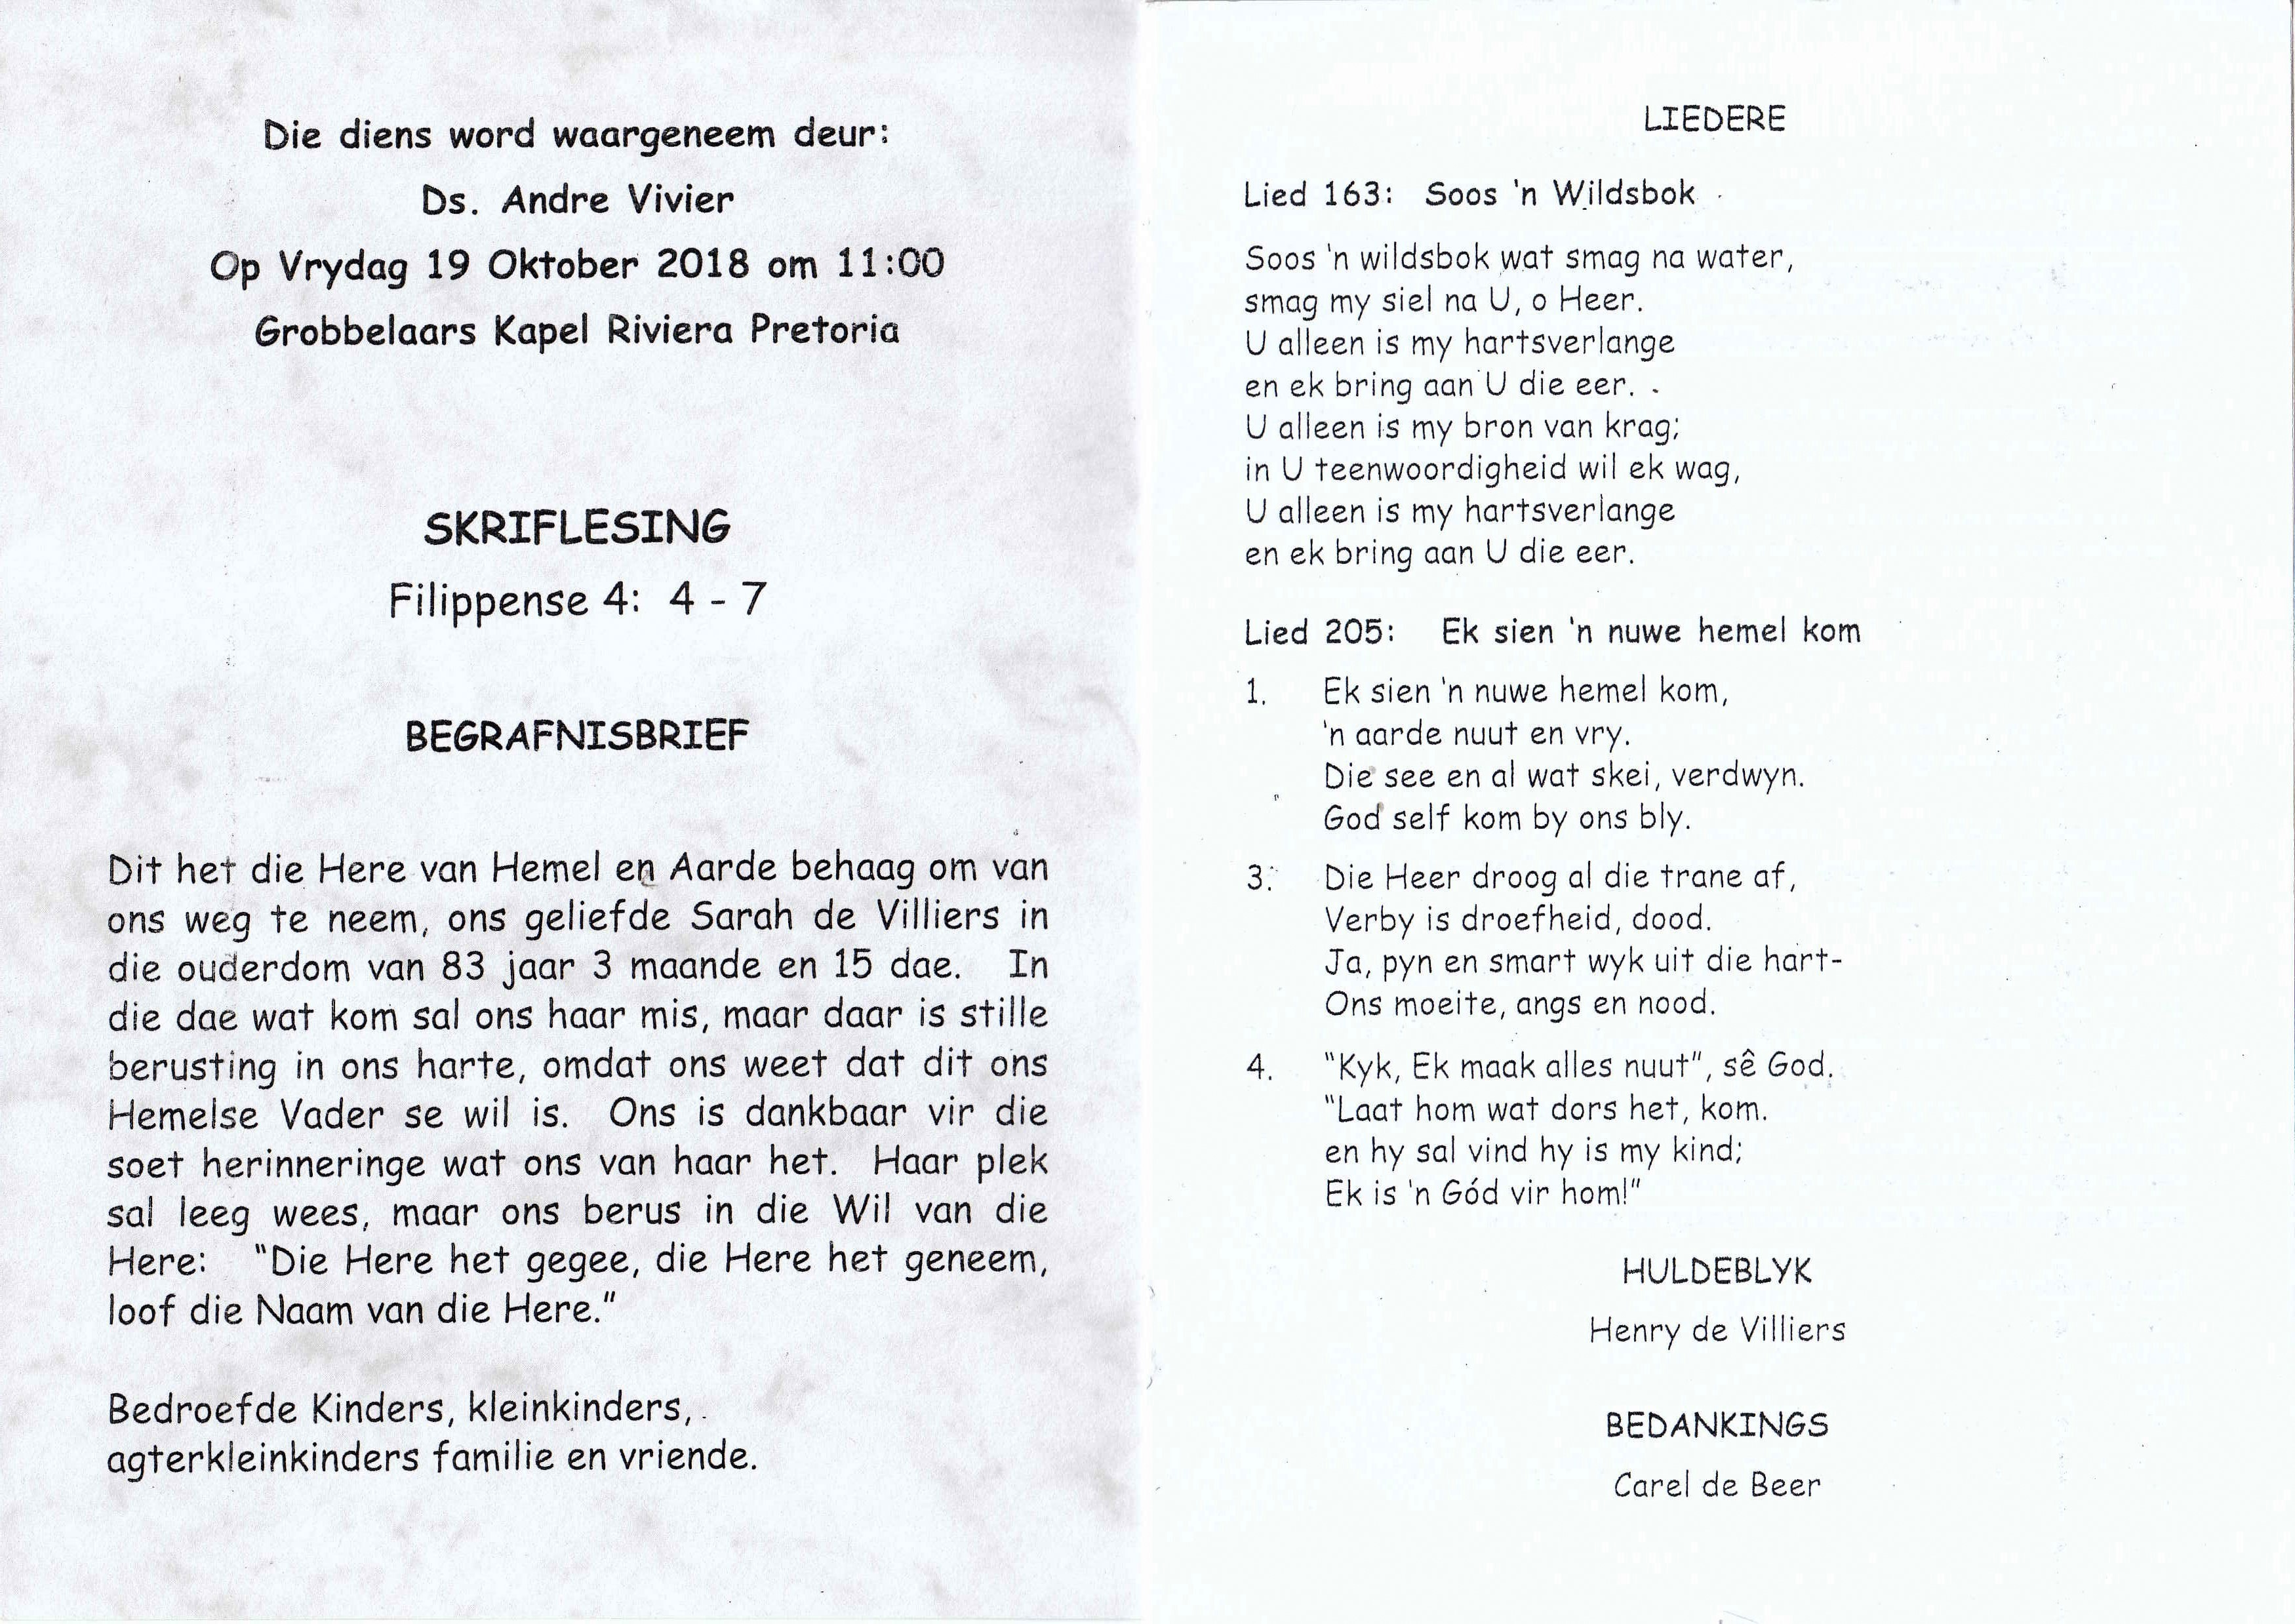 Die diens word waargeneem deur:
Ds. Andre Vivier
Op Vrydag 19 Oktober 2018 om 11:00
Grobbelaars Kapel Riviera Pretoria
SKRIFLESING
Filippense 4: 4 - 7
BEGRAFNISBRIEF
Dit het die Here van Hemel en Aarde behaag om van
ons weg te neem, ons geliefde Sarah de Villiers in
die ouderdom van 83 jaar 3 maande en 15 dae. In
die dae wat kom sal ons haar mis, maar daar is stille
berusting in ons harte, omdat ons weet dat dit ons
Hemelse Vader se wil is. Ons is dankbaar vir die
soet herinneringe wat ons van haar het. Haar plek
sal leeg wees, maar ons berus in die Wil van die
Here: "Die Here het gegee, die Here het geneem,
loof die Naam van die Here."
Bedroefde Kinders, kleinkinders,
agterkleinkinders familie en vriende.
LIEDERE
Lied 163: Soos 'n Wildsbok
Soos 'n wildsbok wat smag na water,
smag my siel na U, o Heer.
U alleen is my hartsverlange
en ek bring aan U die eer.
U alleen is my bron van krag;
in U teenwoordigheid wil ek wag,
U alleen is my hartsverlange
en ek bring aan U die eer.
Lied 205: Ek sien 'n nuwe hemel kom
1. Ek sien 'n nuwe hemel kom,
'n aarde nuut en vry.
Die see en al wat skei, verdwyn.
God self kom by ons bly.
3. Die Heer droog al die trane af,
Verby is droefheid, dood.
Ja, pyn en smart wyk uit die hart-
Ons moeite, angs en nood.
4. "Kyk, Ek maak alles nuut", sê God.
"Laat hom wat dors het, kom.
en hy sal vind hy is my kind;
Ek is 'n Gód vir hom!"
HULDEBLYK
Henry de Villiers
BEDANKINGS
Carel de Beer